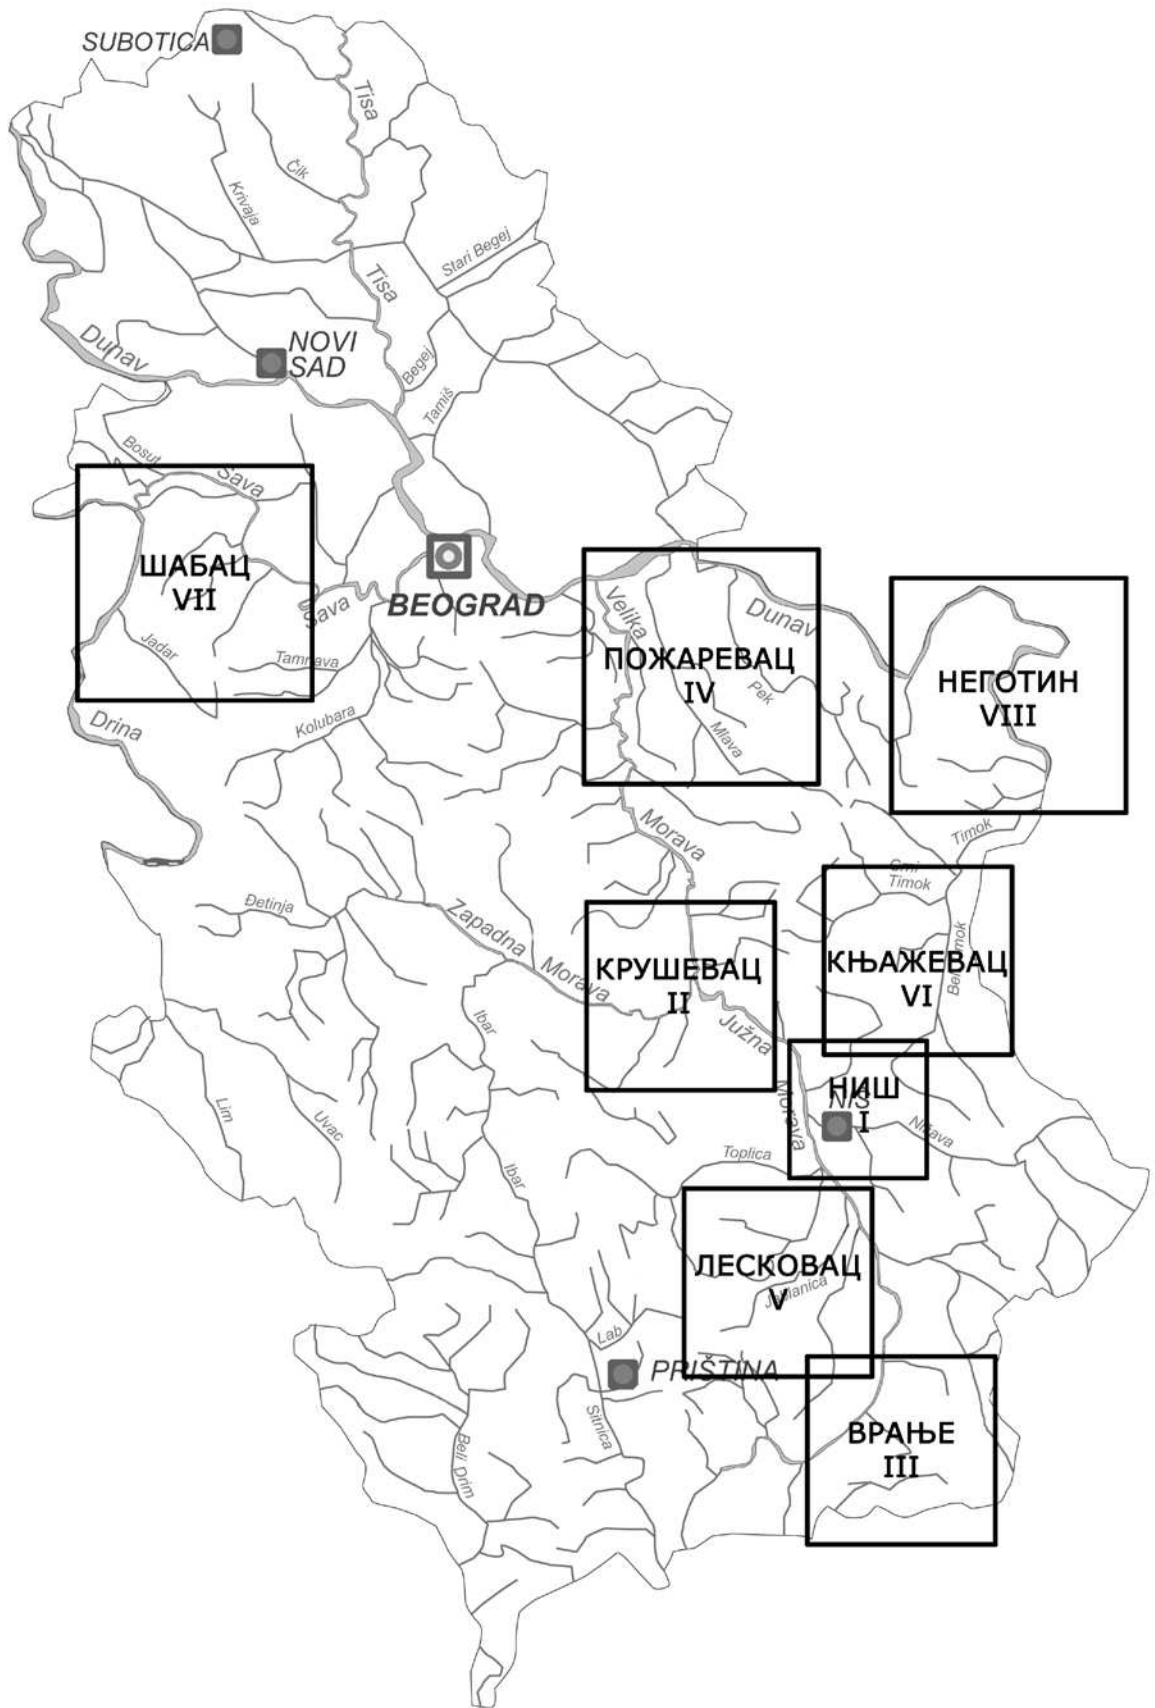 SUBOTICA
Tisa
Čik
Krivaja
Stari Begej
Tisa
NOVI
SAD
Dunav
Begej
Tamiš
Bosut
Sava
ШАБАЦ
VII
BEOGRAD
Sava
Velika
Dunav
Jadar
Tamnava
ПОЖАРЕВАЦ
IV
Pek
НЕГОТИН
VIII
Drina
Kolubara
Mlava
Morava
Timok
Crni
Timok
Đetinja
Zapadna
Morava
КРУШЕВАЦ
II
КЊАЖЕВАЦ
VI
Ibar
Južna
НИШ
I
NIŠ
Morava
Nišava
Lim
Uvac
Toplica
Ibar
ЛЕСКОВАЦ
V
Jablanica
Lab
PRIŠTINA
Sitnica
Beli Drim
ВРАЊЕ
III